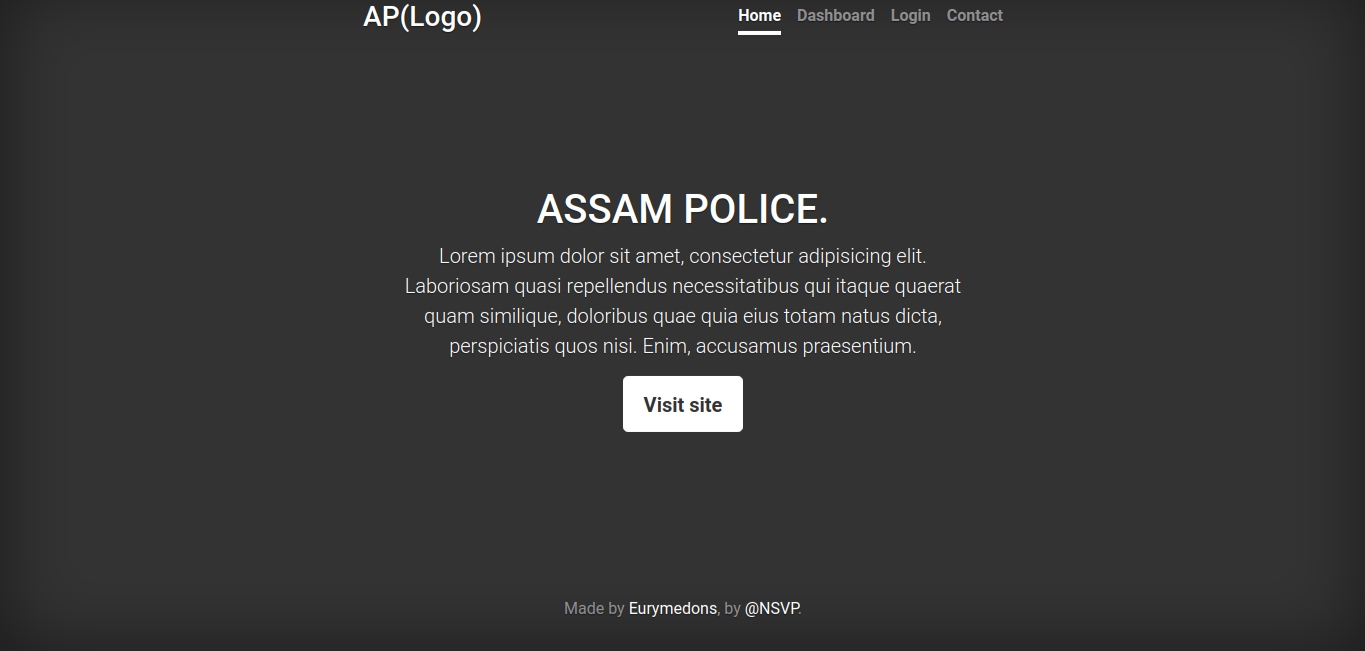 AP(Logo)
Home Dashboard Login Contact
ASSAM POLICE.
Lorem ipsum dolor sit amet, consectetur adipisicing elit.
Laboriosam quasi repellendus necessitatibus qui itaque quaerat
quam similique, doloribus quae quia eius totam natus dicta,
perspiciatis quos nisi. Enim, accusamus praesentium.
Visit site
Made by Eurymedons, by @NSVP.